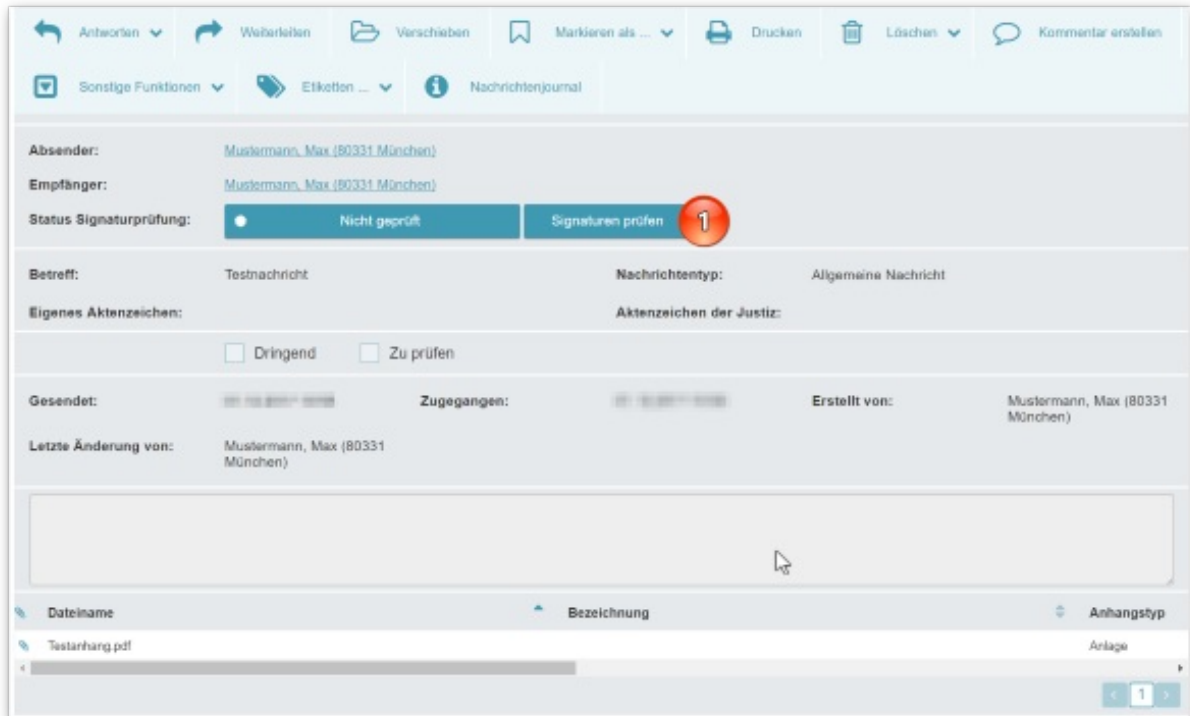 Antworten Weiterleiten Verschieben Markieren als ... Drucken Löschen Kommentar erstellen
Sonstige Funktionen Etiketten ... Nachrichtenjournal
Absender: Mustermann, Max (80331 München)
Empfänger: Mustermann, Max (80331 München)
Status Signaturprüfung: Nicht geprüft Signaturen prüfen 1
Betreff: Testnachricht Nachrichtentyp: Allgemeine Nachricht
Eigenes Aktenzeichen: Aktenzeichen der Justiz:
Dringend Zu prüfen
Gesendet: Zugegangen: Erstellt von: Mustermann, Max (80331
München)
Letzte Änderung von: Mustermann, Max (80331
München)
Dateiname Bezeichnung Anhangstyp
Testanhang.pdf Anlage
< 1 >